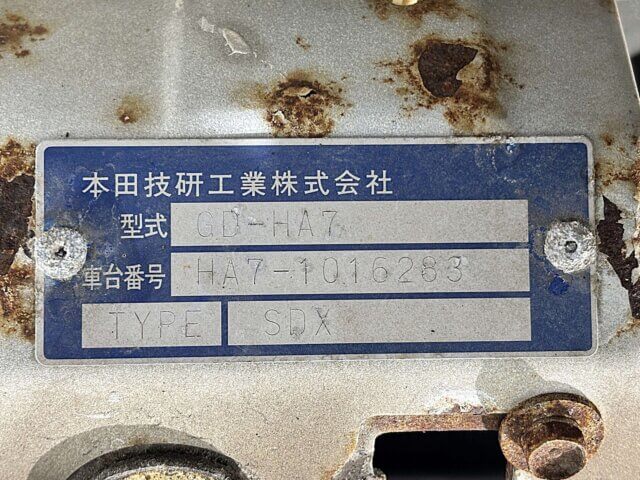 本田技研工業株式会社
型式 GD-HA7
車台番号 HA7-1016283
TYPE SDX